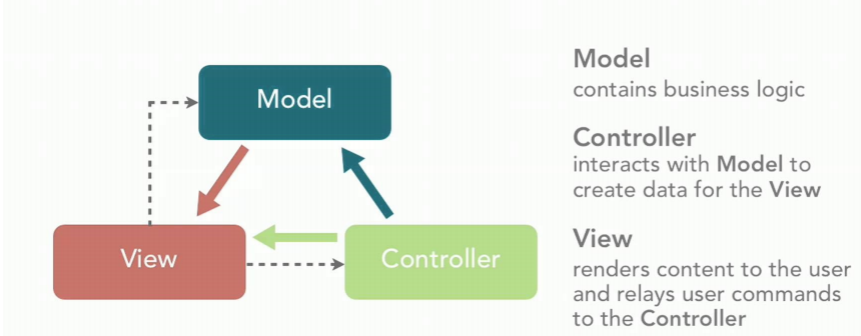 Model
View
Controller
Model
contains business logic
Controller
interacts with Model to
create data for the View
View
renders content to the user
and relays user commands
to the Controller